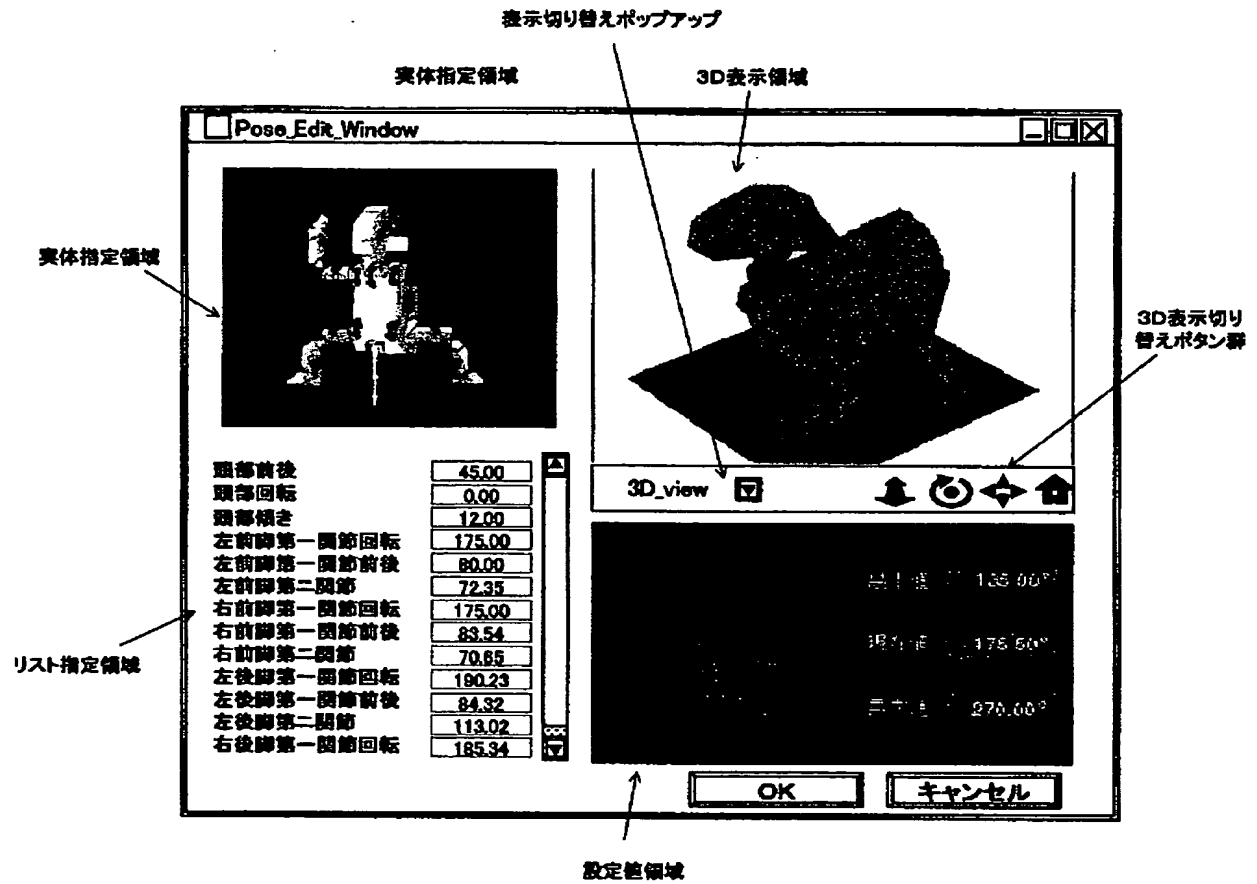 表示切り替えポップアップ
実体指定領域
3D表示領域
Pose_Edit_Window
実体指定領域
3D表示切り
替えボタン群
3D_view
頭部前後 45.00
頭部回転 0.00
頭部傾き 12.00
左前脚第一関節回転 175.00
左前脚第一関節前後 80.00
左前脚第二関節 72.35
右前脚第一関節回転 175.00
右前脚第一関節前後 83.54
右前脚第二関節 70.65
左後脚第一関節回転 190.23
左後脚第一関節前後 84.32
左後脚第二関節 113.02
右後脚第一関節回転 185.34
リスト指定領域
270.00°
OK
キャンセル
設定値領域